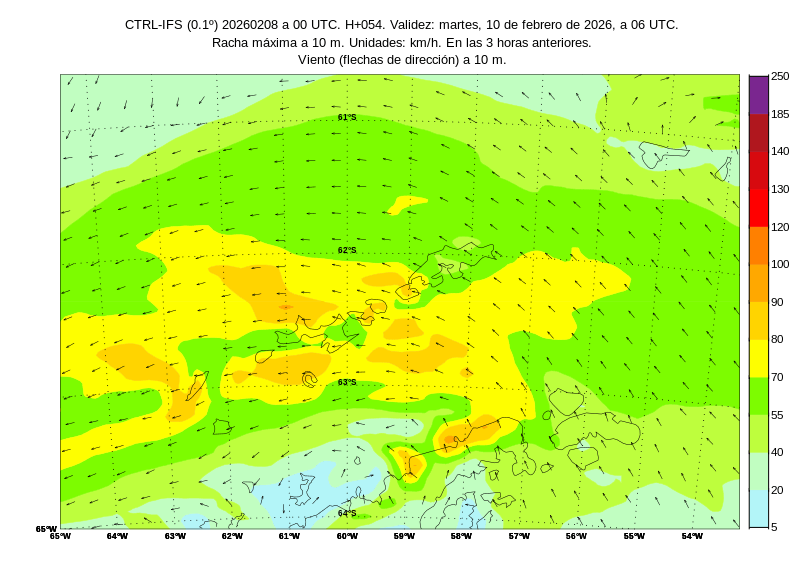 CTRL-IFS (0.1º) 20260208 a 00 UTC. H+054. Validez: martes, 10 de febrero de 2026, a 06 UTC.
Racha máxima a 10 m. Unidades: km/h. En las 3 horas anteriores.
Viento (flechas de dirección) a 10 m.
250
185
140
130
120
100
90
80
70
55
40
20
5
61°S
62°S
63°S
64°S
65°W
65°W 64°W 63°W 62°W 61°W 60°W 59°W 58°W 57°W 56°W 55°W 54°W